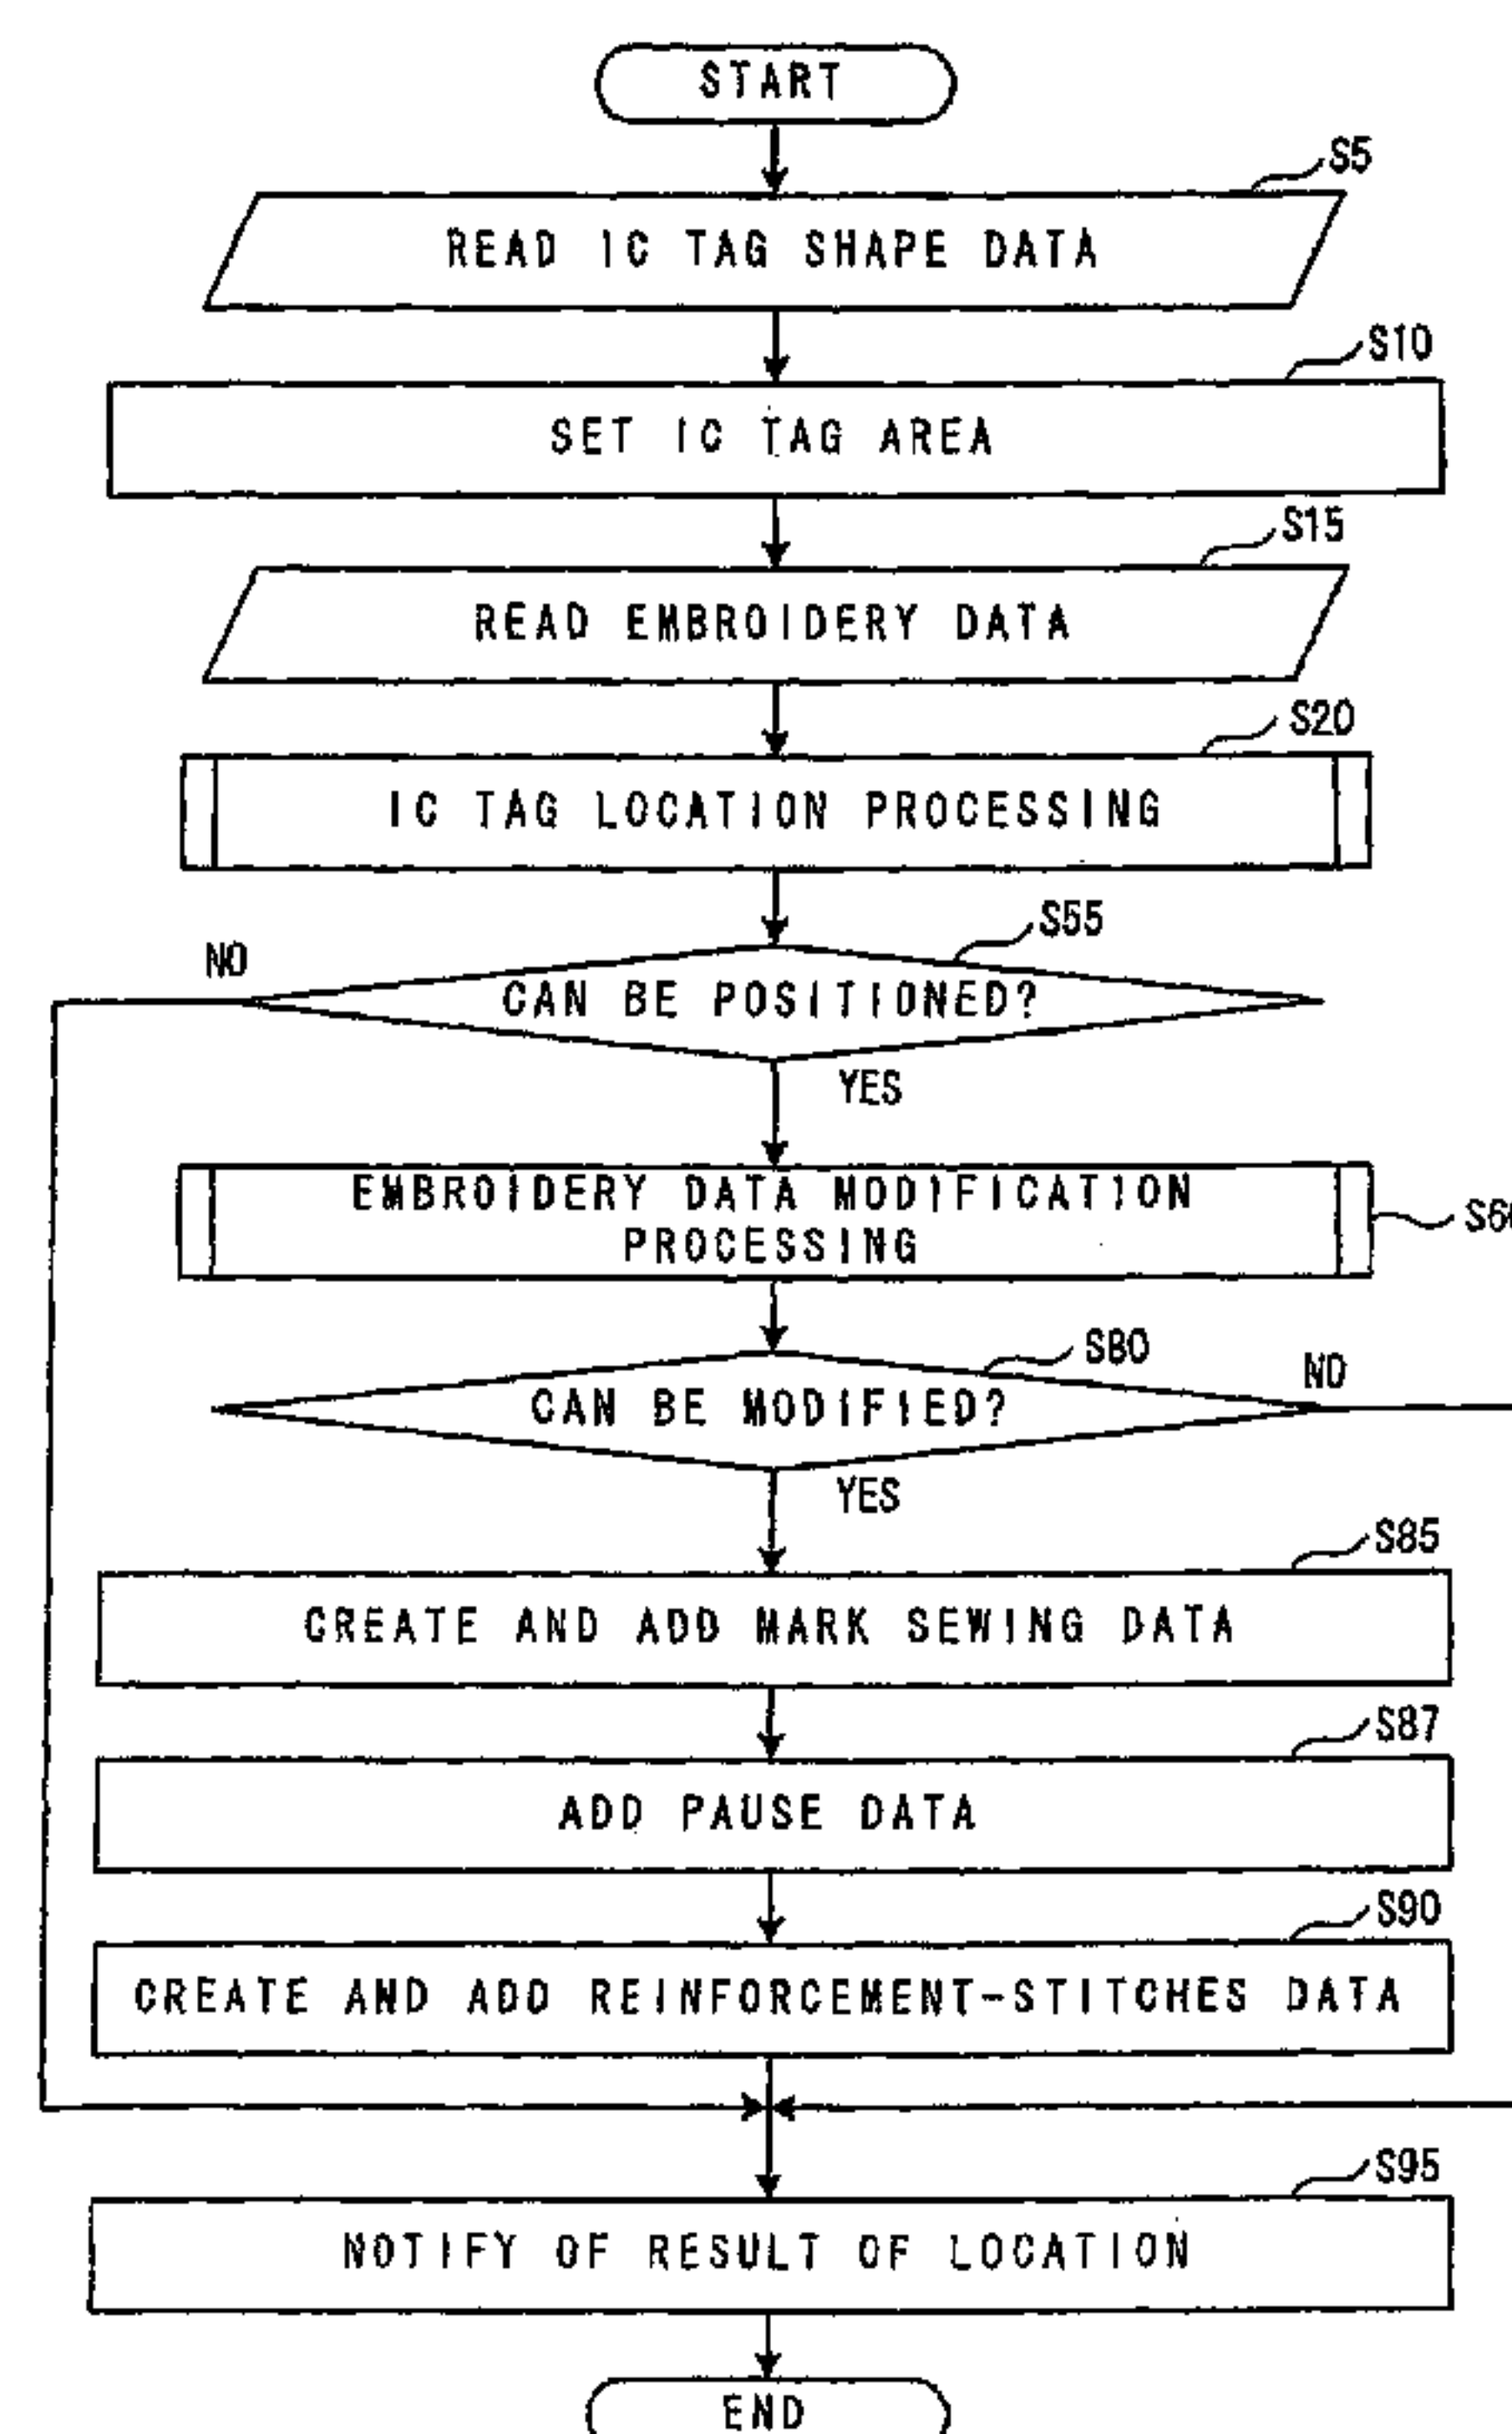 START
S5
READ IC TAG SHAPE DATA
S10
SET IC TAG AREA
S15
READ EMBROIDERY DATA
S20
IC TAG LOCATION PROCESSING
S55
NO
CAN BE POSITIONED?
YES
EMBROIDERY DATA MODIFICATION
PROCESSING
S80
NO
CAN BE MODIFIED?
YES
S85
CREATE AND ADD MARK SEWING DATA
S87
ADD PAUSE DATA
S90
CREATE AND ADD REINFORCEMENT-STITCHES DATA
S95
NOTIFY OF RESULT OF LOCATION
END